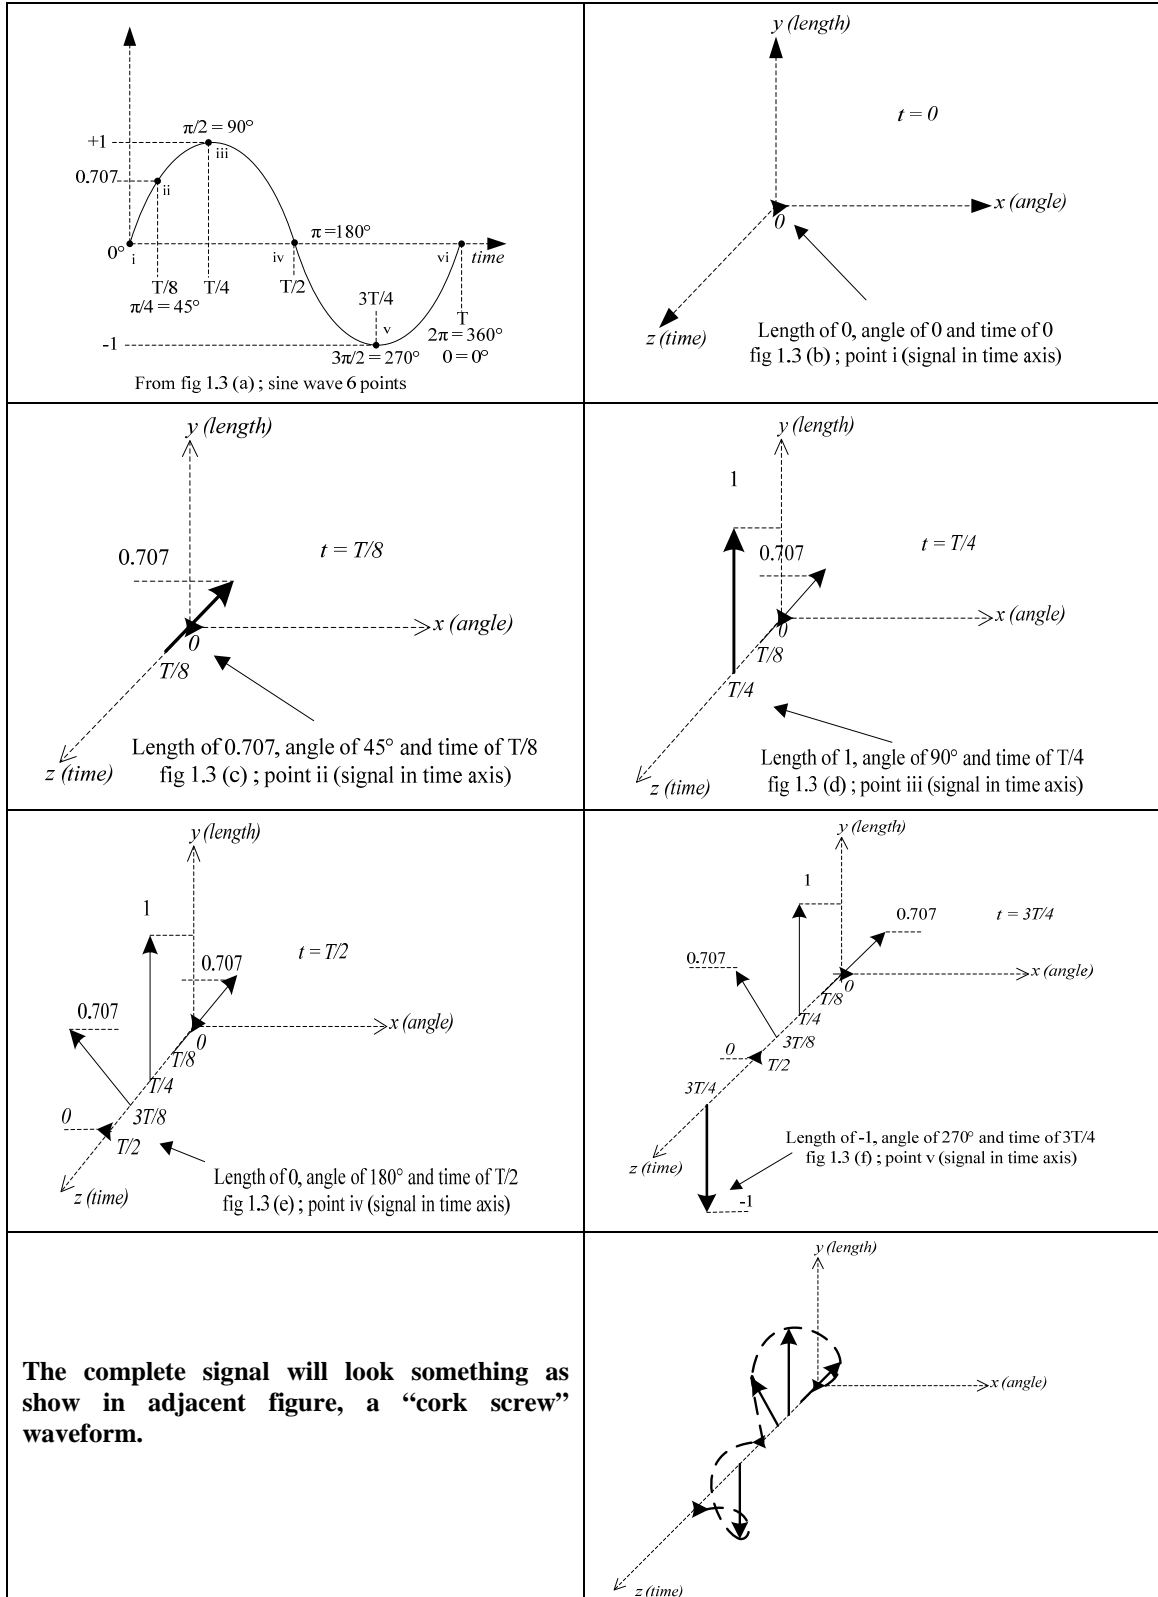 π/2 = 90°
+1
iii
0.707
ii
π =180°
0°
i
iv
vi
time
T/8
T/4
T/2
3T/4
T
π/4 = 45°
v
2π = 360°
-1
3π/2 = 270°
0 = 0°
From fig 1.3 (a) ; sine wave 6 points
y (length)
t = 0
x (angle)
0
z (time)
Length of 0, angle of 0 and time of 0
fig 1.3 (b) ; point i (signal in time axis)
y (length)
0.707
t = T/8
x (angle)
0
T/8
Length of 0.707, angle of 45° and time of T/8
z (time)
fig 1.3 (c) ; point ii (signal in time axis)
y (length)
1
0.707
t = T/4
x (angle)
0
T/8
T/4
Length of 1, angle of 90° and time of T/4
z (time)
fig 1.3 (d) ; point iii (signal in time axis)
y (length)
1
t = T/2
0.707
0.707
x (angle)
0
T/8
T/4
3T/8
0
T/2
Length of 0, angle of 180° and time of T/2
z (time)
fig 1.3 (e) ; point iv (signal in time axis)
y (length)
1
0.707
t = 3T/4
0.707
x (angle)
0
T/8
T/4
3T/8
0
T/2
3T/4
Length of -1, angle of 270° and time of 3T/4
z (time)
fig 1.3 (f) ; point v (signal in time axis)
-1
The complete signal will look something as
show in adjacent figure, a “cork screw”
waveform.
y (length)
x (angle)
z (time)